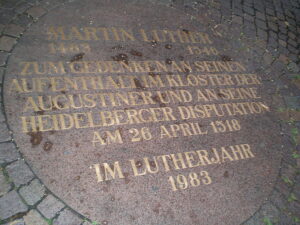 MARTIN LUTHER
1483 1546
ZUM GEDENKEN AN SEINEN
AUFENTHALT IM KLOSTER DER
AUGUSTINER UND AN SEINE
HEIDELBERGER DISPUTATION
AM 26 APRIL 1518
IM LUTHERJAHR
1983